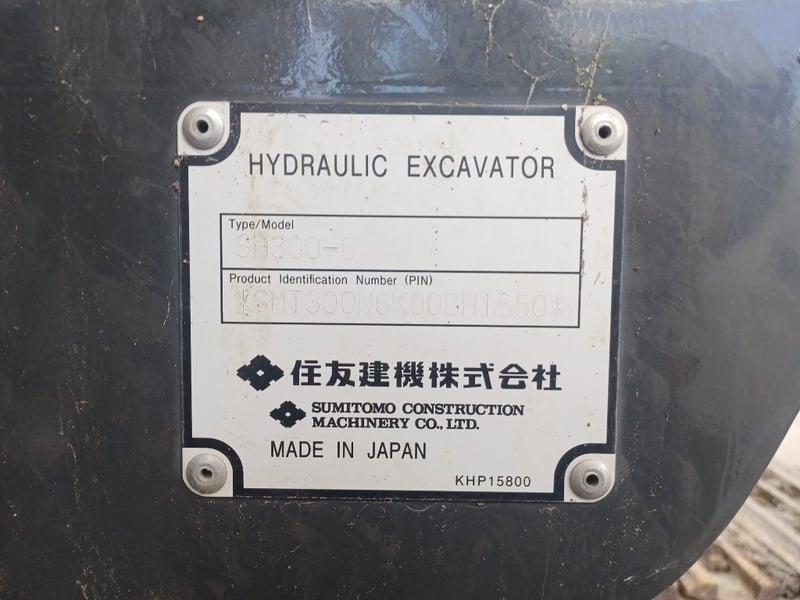 HYDRAULIC EXCAVATOR
Type/Model
SH300-6
Product Identification Number (PIN)
*SMT300N6K00BH1550*
住友建機株式会社
SUMITOMO CONSTRUCTION
MACHINERY CO., LTD.
MADE IN JAPAN
KHP15800